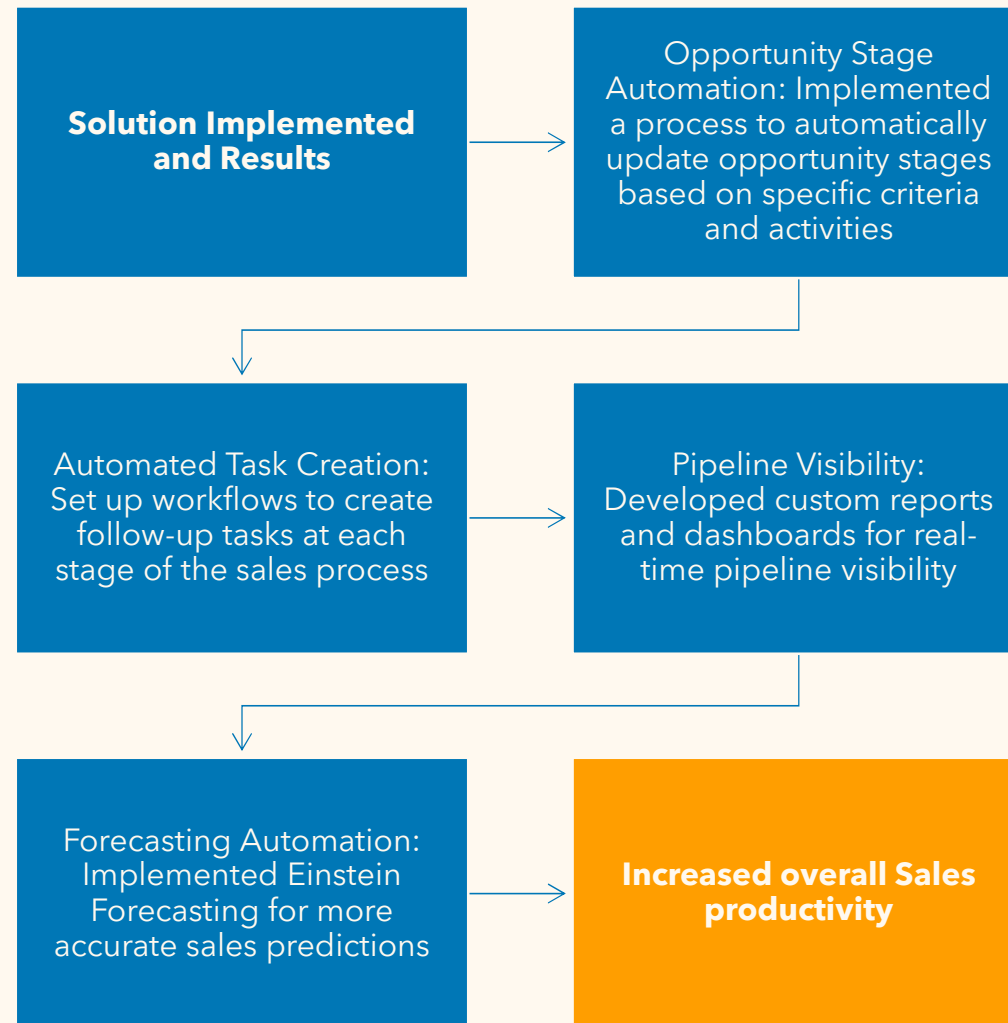 Solution Implemented
and Results
Opportunity Stage
Automation: Implemented
a process to automatically
update opportunity stages
based on specific criteria
and activities
Automated Task Creation:
Set up workflows to create
follow-up tasks at each
stage of the sales process
Pipeline Visibility:
Developed custom reports
and dashboards for real-
time pipeline visibility
Forecasting Automation:
Implemented Einstein
Forecasting for more
accurate sales predictions
Increased overall Sales
productivity